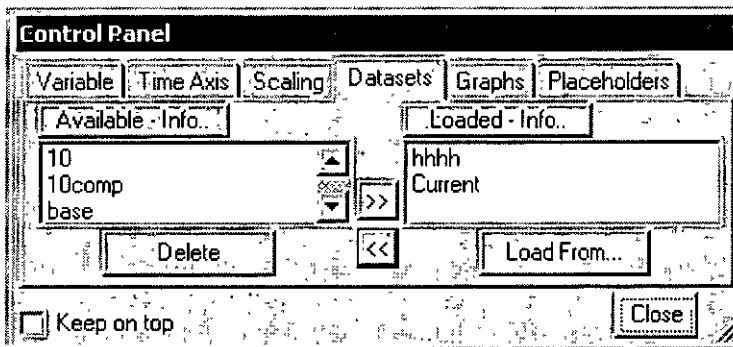 Control Panel
Variable Time Axis Scaling Datasets Graphs Placeholders
Available - Info.. Loaded - Info..
10 hhhh
10comp Current
base
>>
<<
Delete Load From...
Keep on top Close